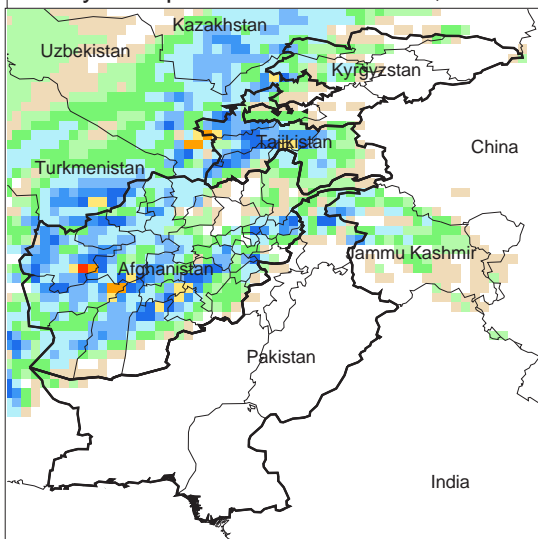 Kazakhstan
Uzbekistan
Kyrgyzstan
Tajikistan
China
Turkmenistan
Jammu Kashmir
Afghanistan
Pakistan
India